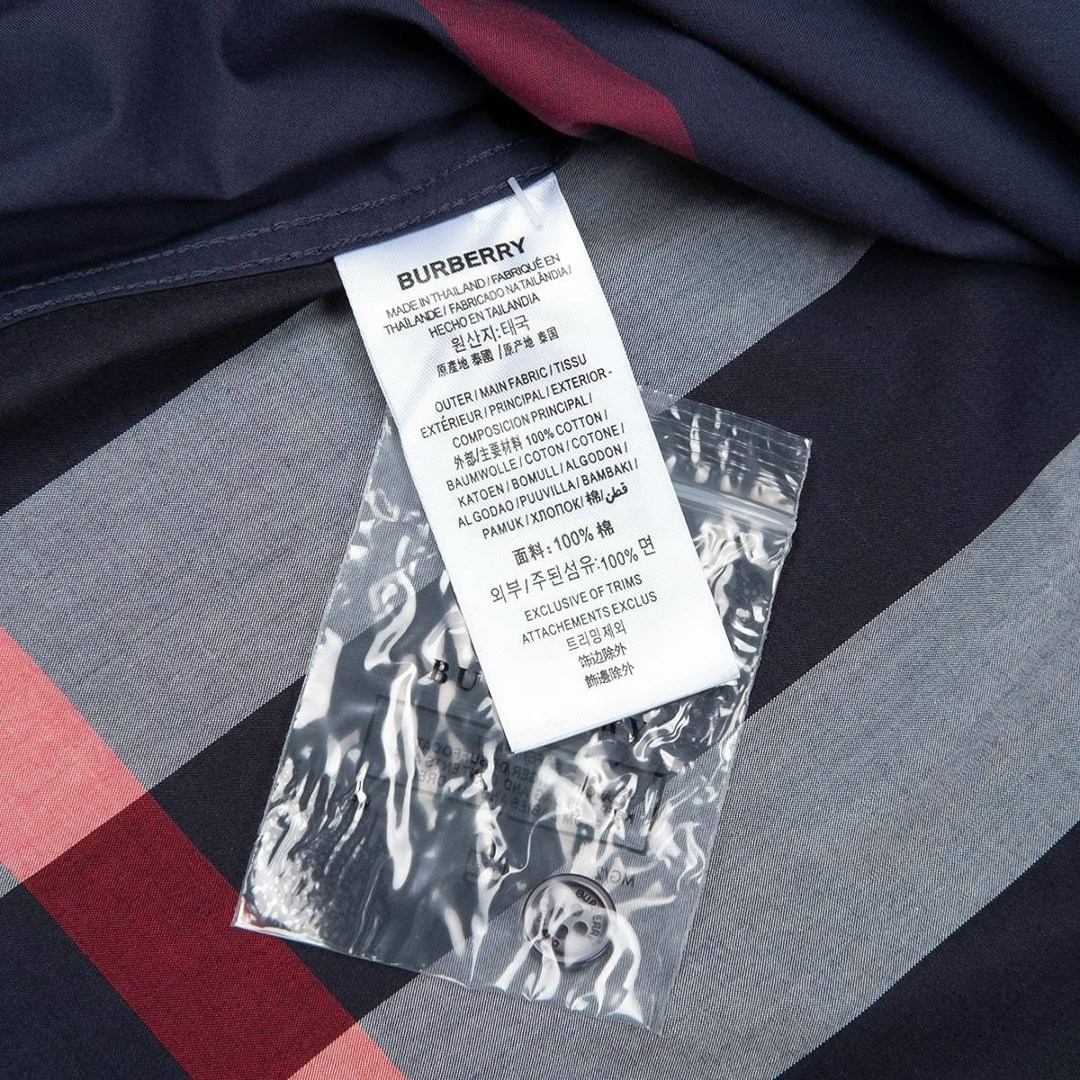 BURBERRY
MADE IN THAILAND / FABRIQUÉ EN
THAÏLANDE / FABRICADO NA TAILÂNDIA /
HECHO EN TAILANDIA
원산지:태국
原產地 泰國 / 原产地 泰国
OUTER / MAIN FABRIC / TISSU
EXTÉRIEUR / PRINCIPAL / EXTERIOR -
COMPOSICION PRINCIPAL /
外部/主要材料 100% COTTON /
BAUMWOLLE / COTON / COTONE /
KATOEN / BOMULL / ALGODON /
ALGODAO / PUUVILLA / BAMBAKI /
PAMUK / ХЛОПОК/ 棉/ قطن
面料: 100% 棉
외부/주된섬유:100% 면
EXCLUSIVE OF TRIMS
ATTACHEMENTS EXCLUS
트리밍제외
饰边除外
飾邊除外